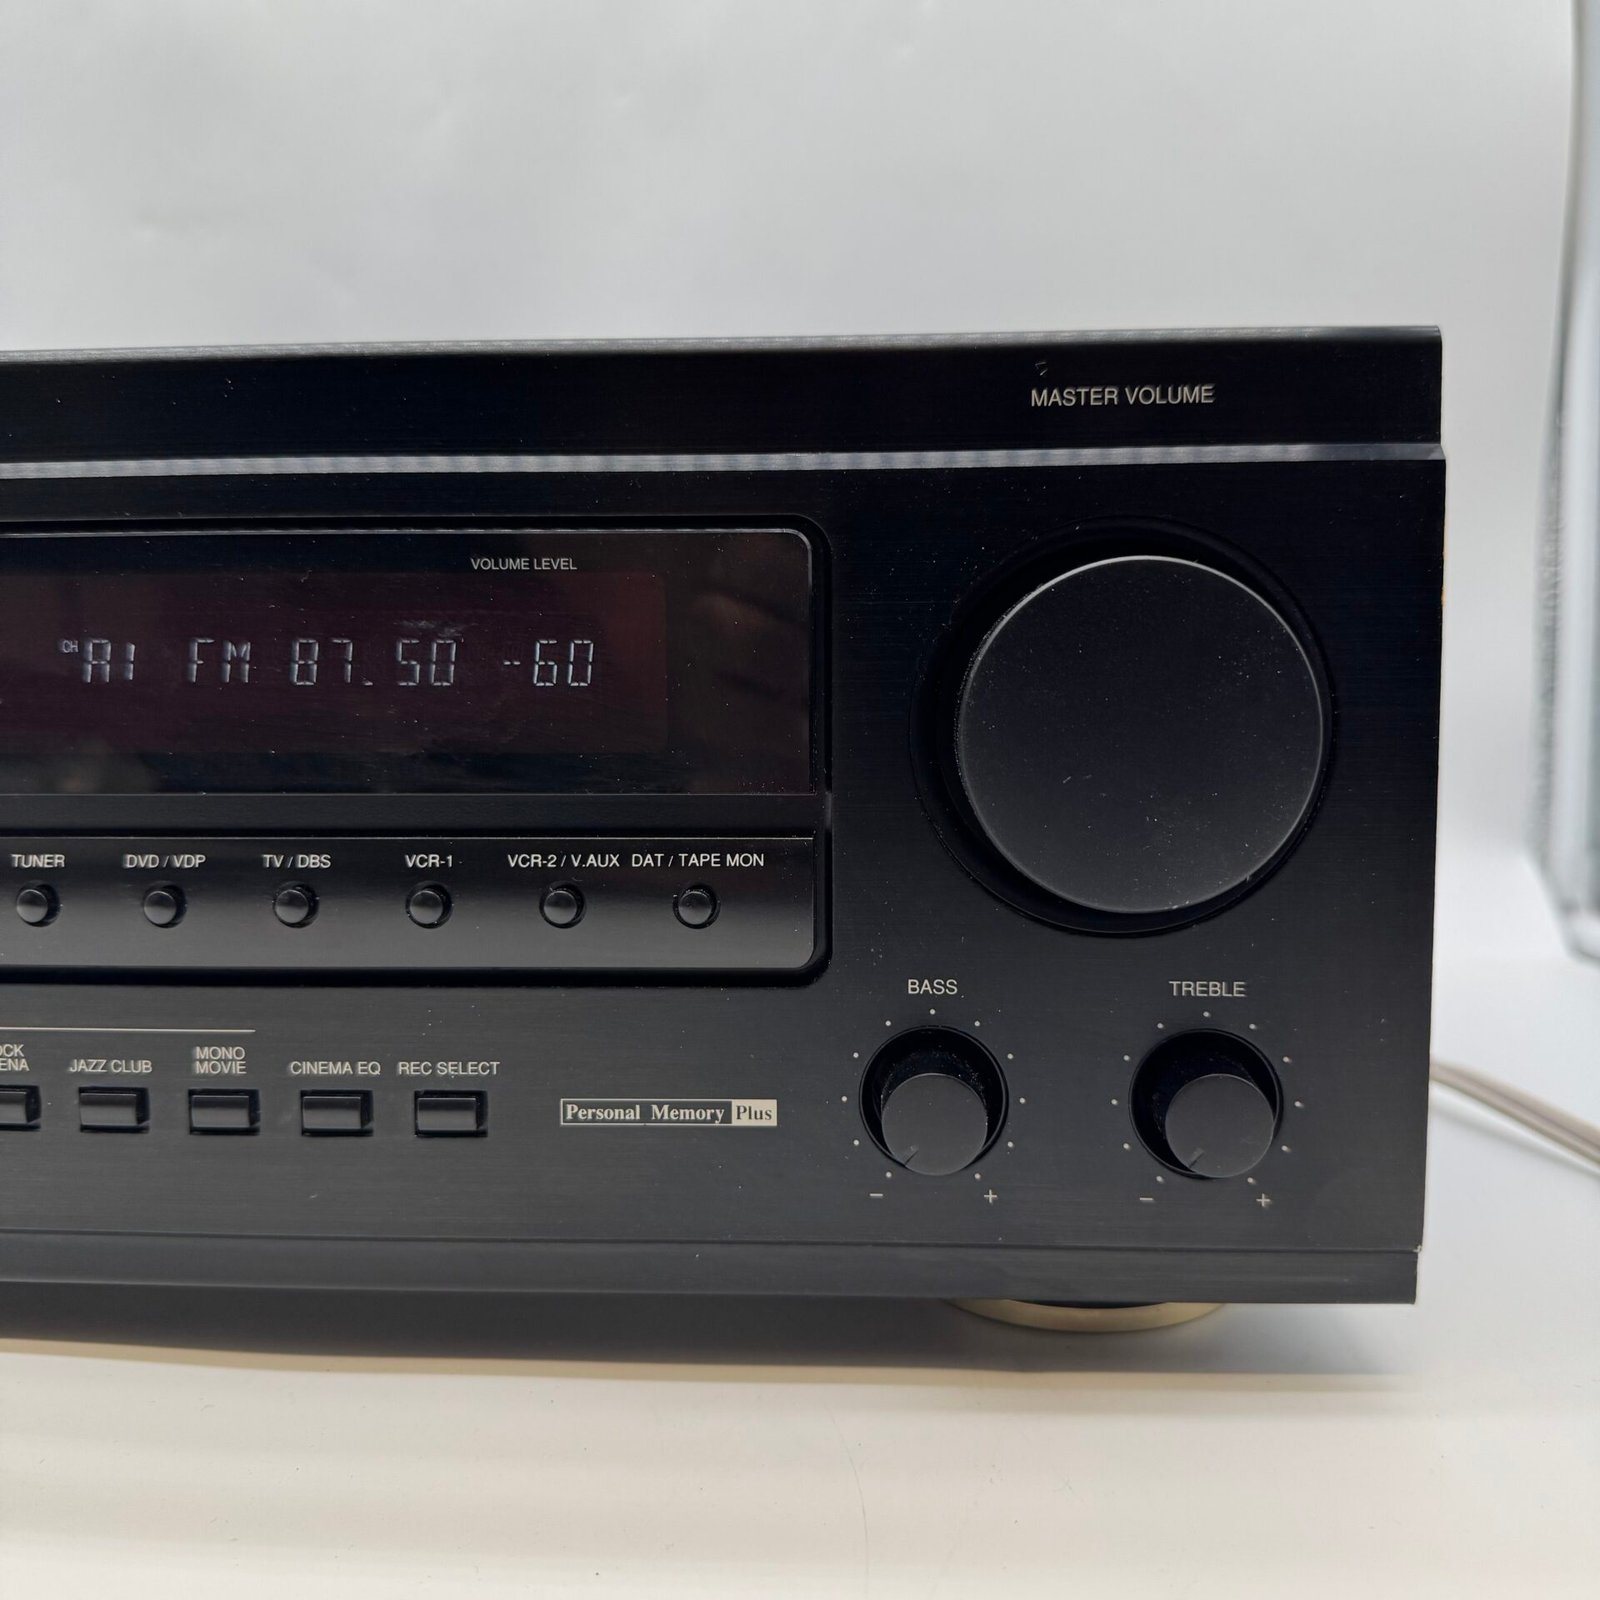 MASTER VOLUME
VOLUME LEVEL
CH A1 FM 87.50 -60
TUNER DVD / VDP TV / DBS VCR-1 VCR-2 / V.AUX DAT / TAPE MON
BASS TREBLE
JAZZ CLUB
MONO
MOVIE
CINEMA EQ REC SELECT
Personal Memory Plus
- + - +